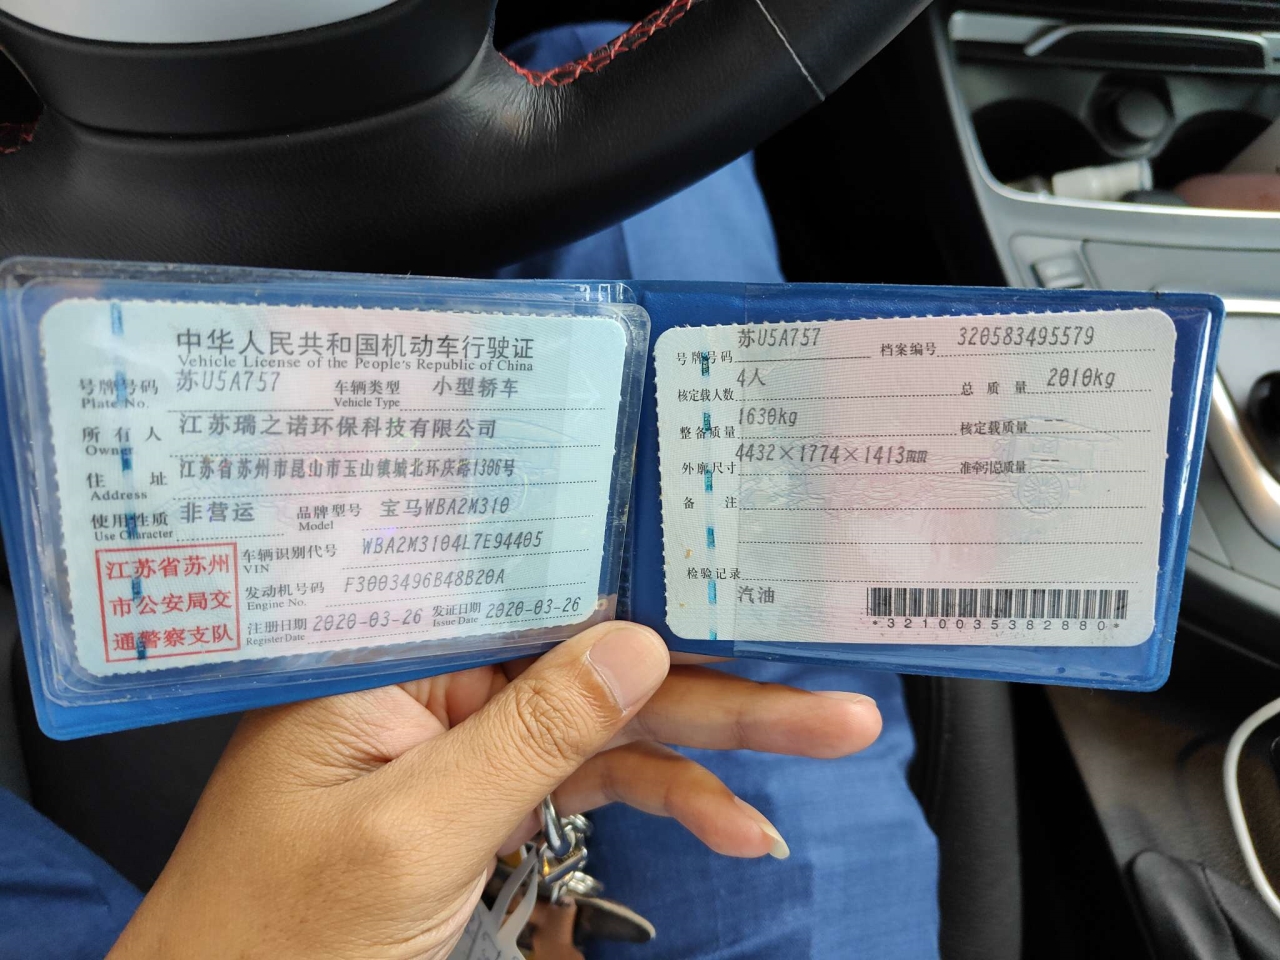 中华人民共和国机动车行驶证
Vehicle License of the People's Republic of China
号牌号码 苏U5A757 车辆类型 小型轿车
Plate No. Vehicle Type
所有人 江苏瑞之诺环保科技有限公司
Owner
住址 江苏省苏州市昆山市玉山镇城北环庆路1306号
Address
使用性质 非营运 品牌型号 宝马WBA2M310
Use Character Model
江苏省苏州
市公安局交
通警察支队
车辆识别代号 WBA2M3104L7E94405
VIN
发动机号码 F3003496B48B20A
Engine No.
注册日期 2020-03-26 发证日期 2020-03-26
Register Date Issue Date
号牌号码 苏U5A757 档案编号 320583495579
核定载人数 4人 总质量 2010kg
整备质量 1630kg 核定载质量
外廓尺寸 4432×1774×1413mm 准牵引总质量
备注
检验记录
汽油
*3210035382880*